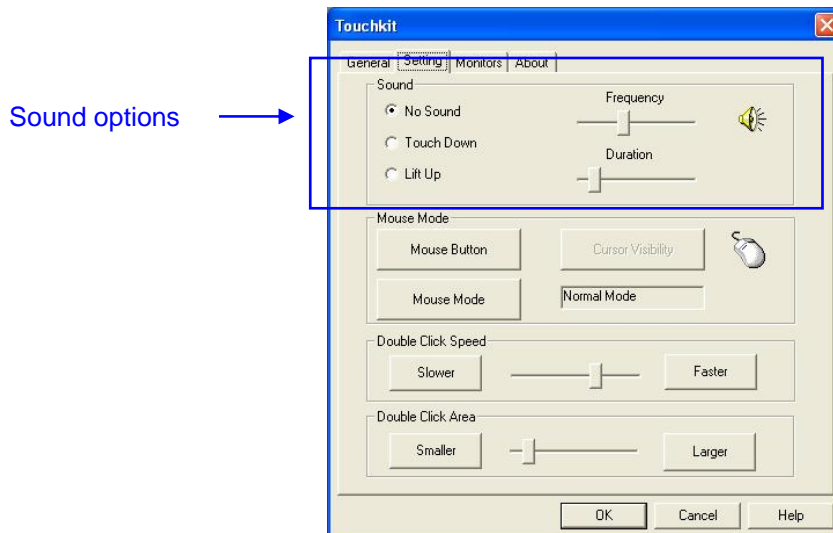 Touchkit
General Setting Monitors About
Sound options
Sound
No Sound
Touch Down
Lift Up
Frequency
Duration
Mouse Mode
Mouse Button
Cursor Visibility
Mouse Mode
Normal Mode
Double Click Speed
Slower
Faster
Double Click Area
Smaller
Larger
OK Cancel Help